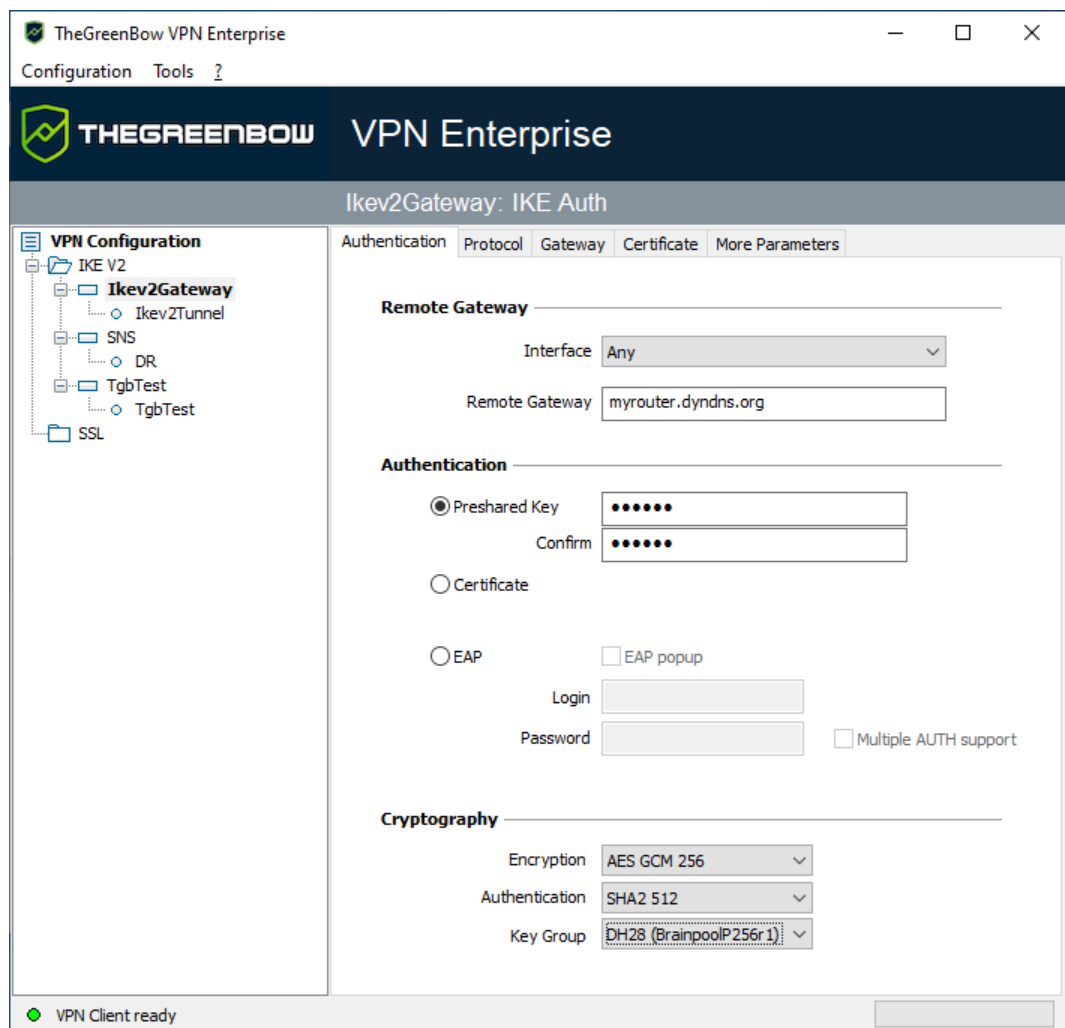 TheGreenBow VPN Enterprise
Configuration Tools ?
THEGREENBOW VPN Enterprise
Ikev2Gateway: IKE Auth
VPN Configuration
IKE V2
Ikev2Gateway
Ikev2Tunnel
SNS
DR
TgbTest
TgbTest
SSL
Authentication Protocol Gateway Certificate More Parameters
Remote Gateway
Interface Any
Remote Gateway myrouter.dyndns.org
Authentication
Preshared Key ••••••
Confirm ••••••
Certificate
EAP EAP popup
Login
Password Multiple AUTH support
Cryptography
Encryption AES GCM 256
Authentication SHA2 512
Key Group DH28 (BrainpoolP256r1)
VPN Client ready